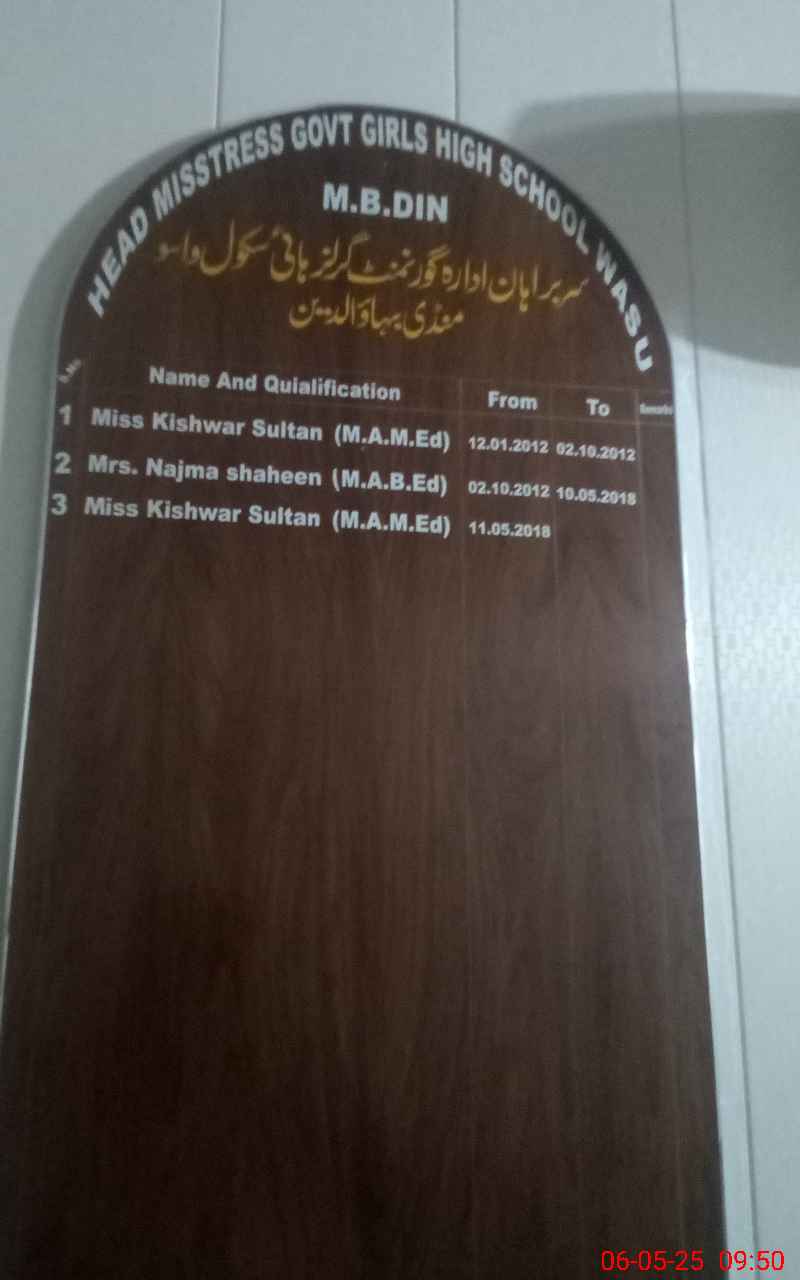 HEAD MISSTRESS GOVT GIRLS HIGH SCHOOL WASU
M.B.DIN
سربراہان ادارہ گورنمنٹ گرلز ہائی سکول واسو
منڈی بہاؤالدین
S.No Name And Quialification From To Remarks
1 Miss Kishwar Sultan (M.A.M.Ed) 12.01.2012 02.10.2012
2 Mrs. Najma shaheen (M.A.B.Ed) 02.10.2012 10.05.2018
3 Miss Kishwar Sultan (M.A.M.Ed) 11.05.2018
06-05-25 09:50